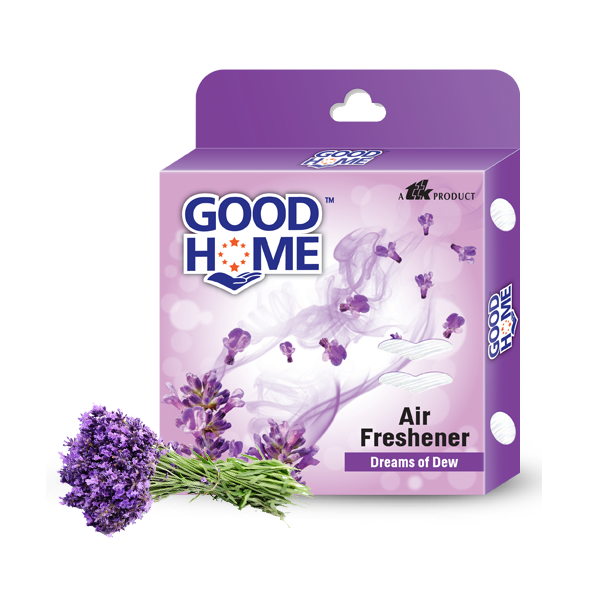 GOOD
HOME
A TTK PRODUCT
GOOD
HOME
™
GOOD
HOME
Air
Freshener
Dreams of Dew